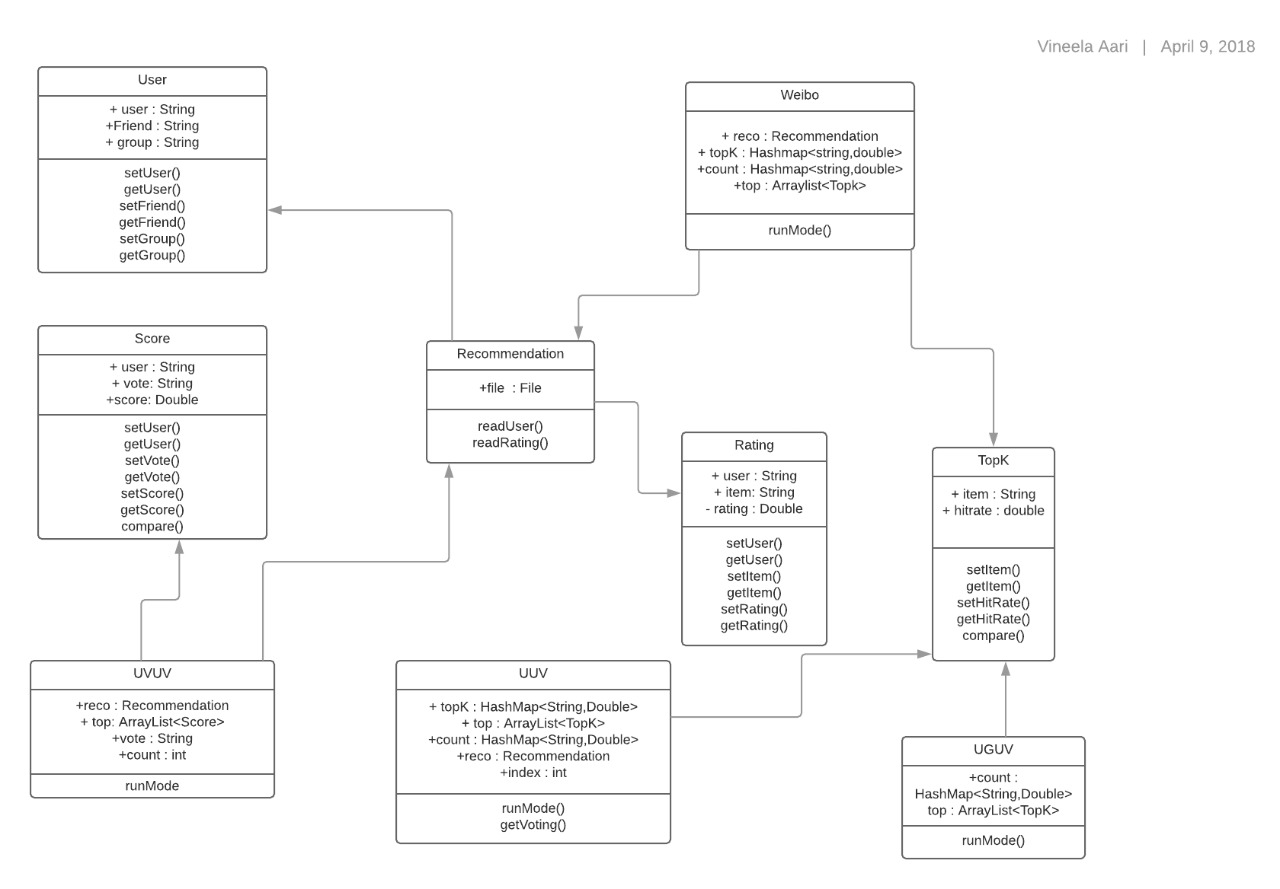 Vineela Aari | April 9, 2018
User
+ user : String
+Friend : String
+ group : String
setUser()
getUser()
setFriend()
getFriend()
setGroup()
getGroup()
Weibo
+ reco : Recommendation
+ topK : Hashmap<string,double>
+count : Hashmap<string,double>
+top : Arraylist<Topk>
runMode()
Score
+ user : String
+ vote: String
+score: Double
setUser()
getUser()
setVote()
getVote()
setScore()
getScore()
compare()
Recommendation
+file : File
readUser()
readRating()
Rating
+ user : String
+ item: String
- rating : Double
setUser()
getUser()
setItem()
getItem()
setRating()
getRating()
TopK
+ item : String
+ hitrate : double
setItem()
getItem()
setHitRate()
getHitRate()
compare()
UVUV
+reco : Recommendation
+ top: ArrayList<Score>
+vote : String
+count : int
runMode
UUV
+ topK : HashMap<String,Double>
+ top : ArrayList<TopK>
+count : HashMap<String,Double>
+reco : Recommendation
+index : int
runMode()
getVoting()
UGUV
+count :
HashMap<String,Double>
top : ArrayList<TopK>
runMode()